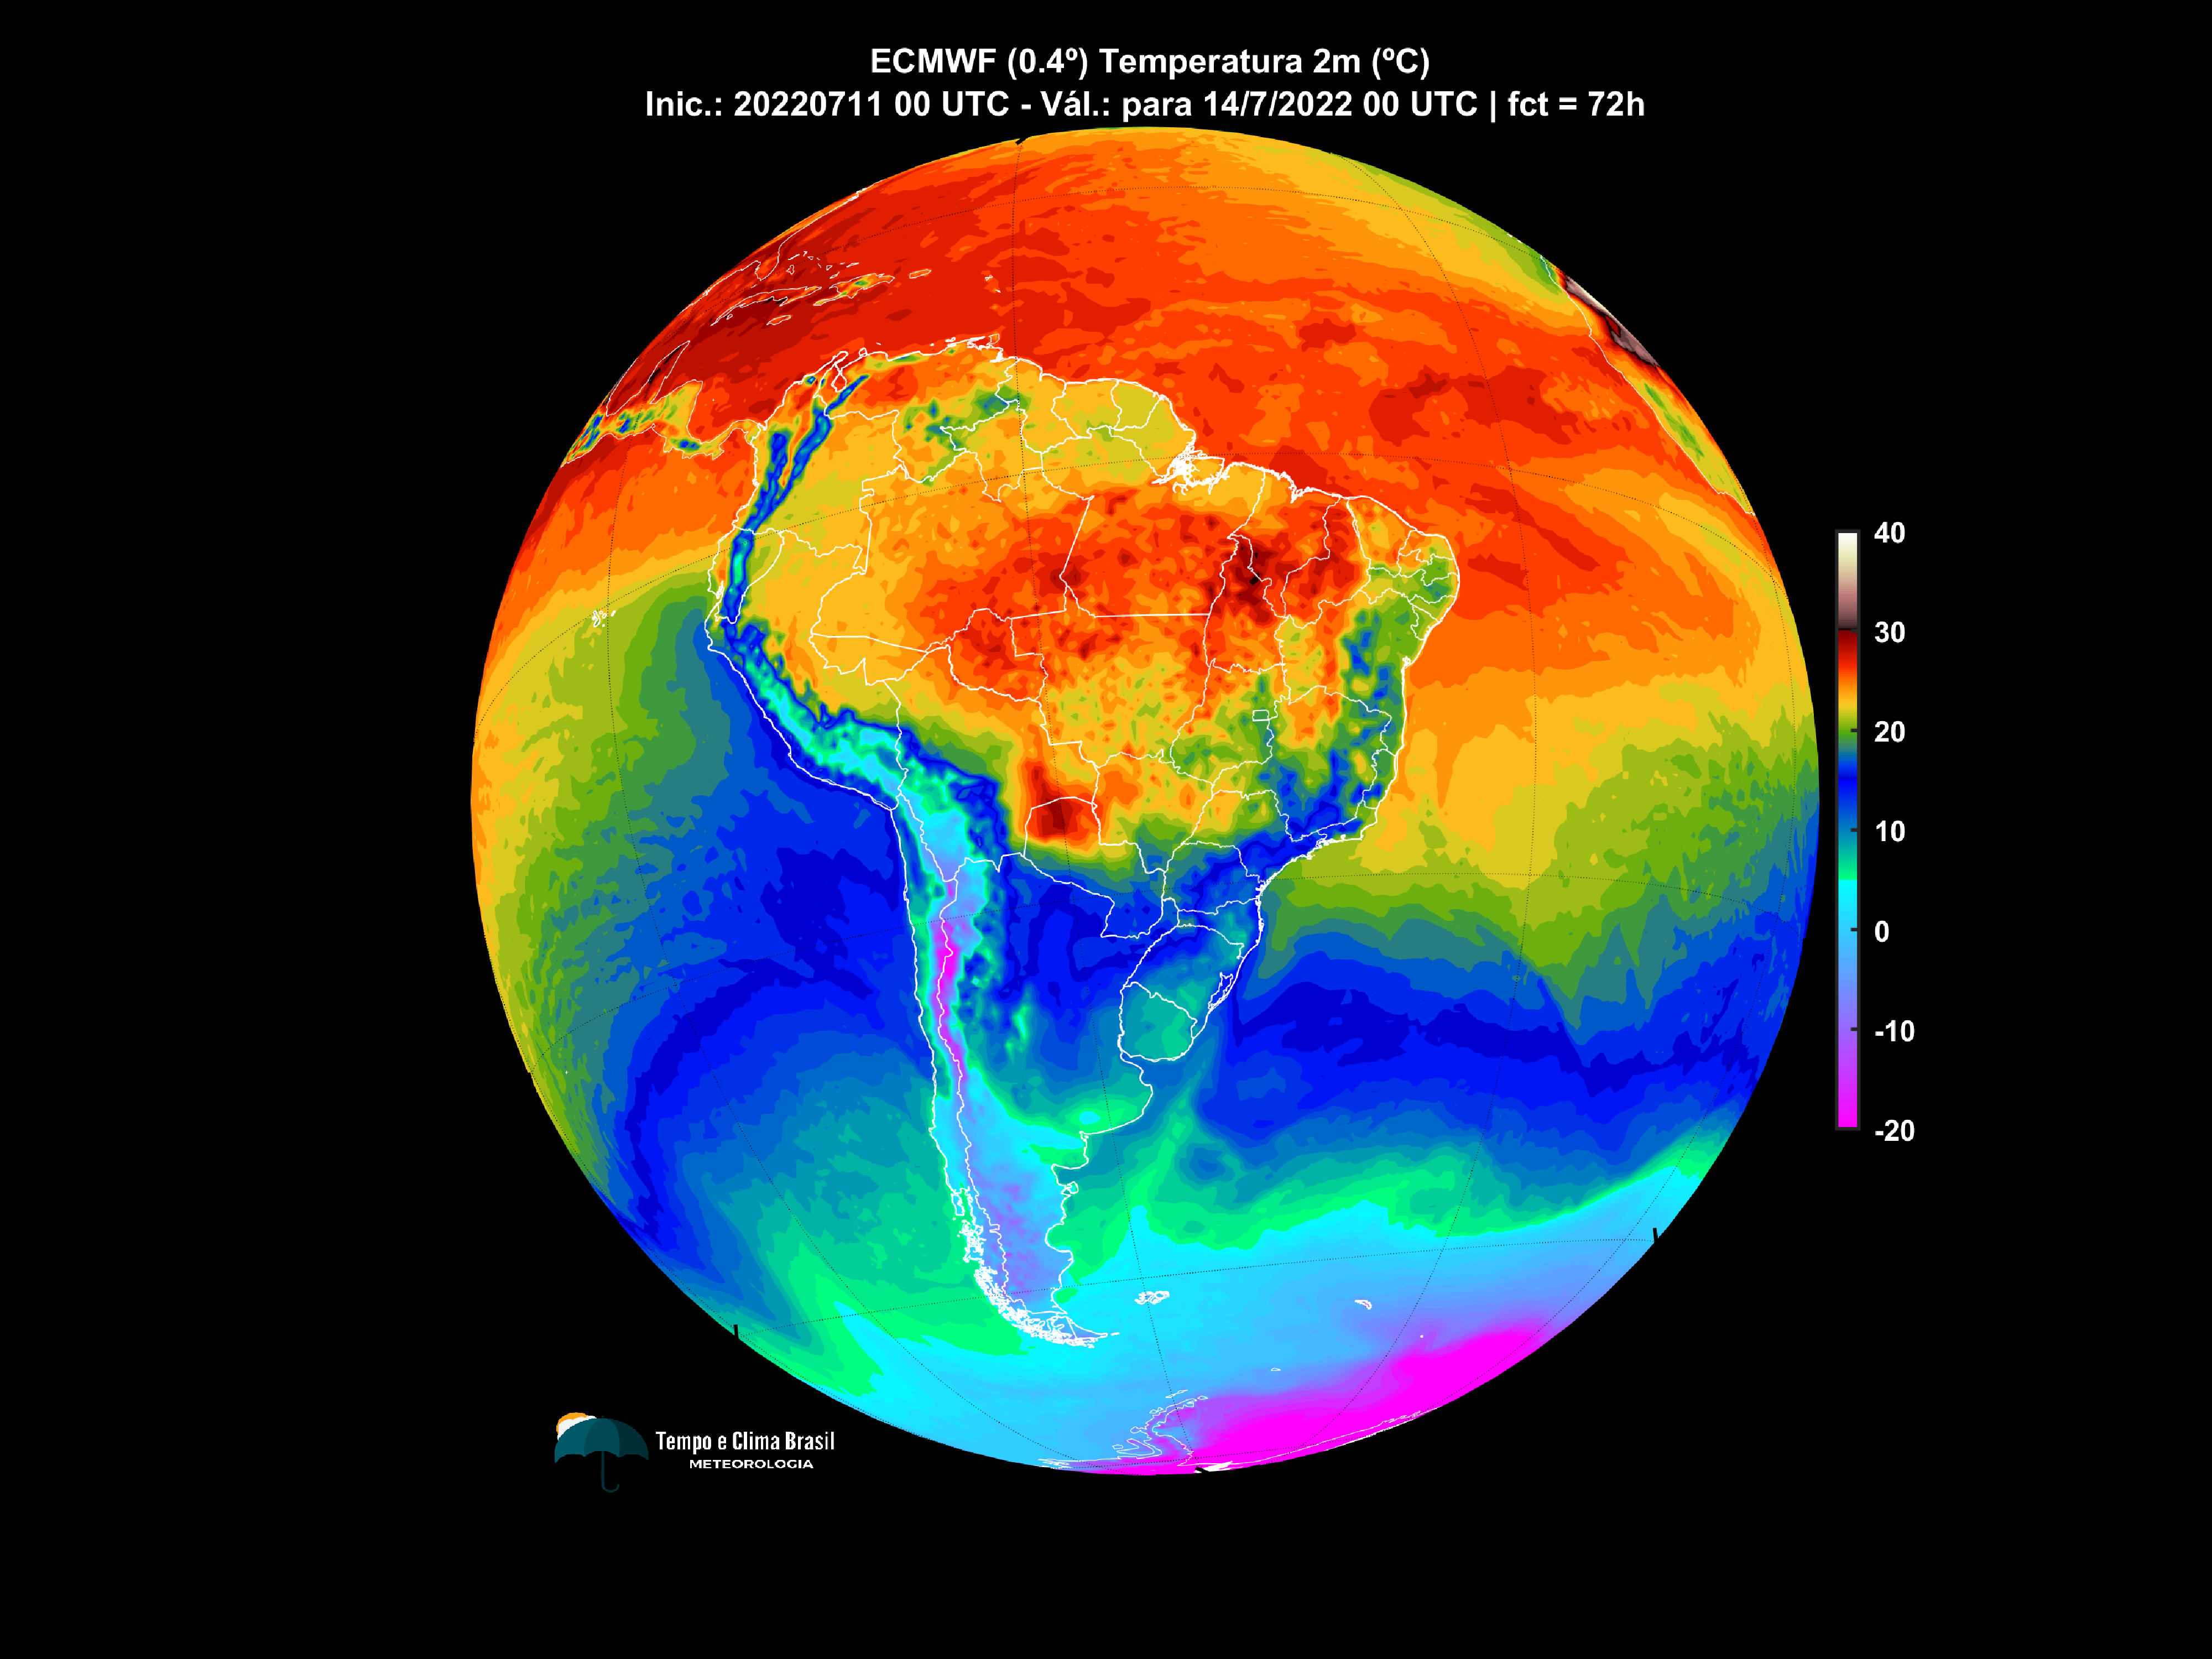 ECMWF (0.4º) Temperatura 2m (ºC)
Inic.: 20220711 00 UTC - Vál.: para 14/7/2022 00 UTC | fct = 72h
40
30
20
10
0
-10
-20
Tempo e Clima Brasil
METEOROLOGIA